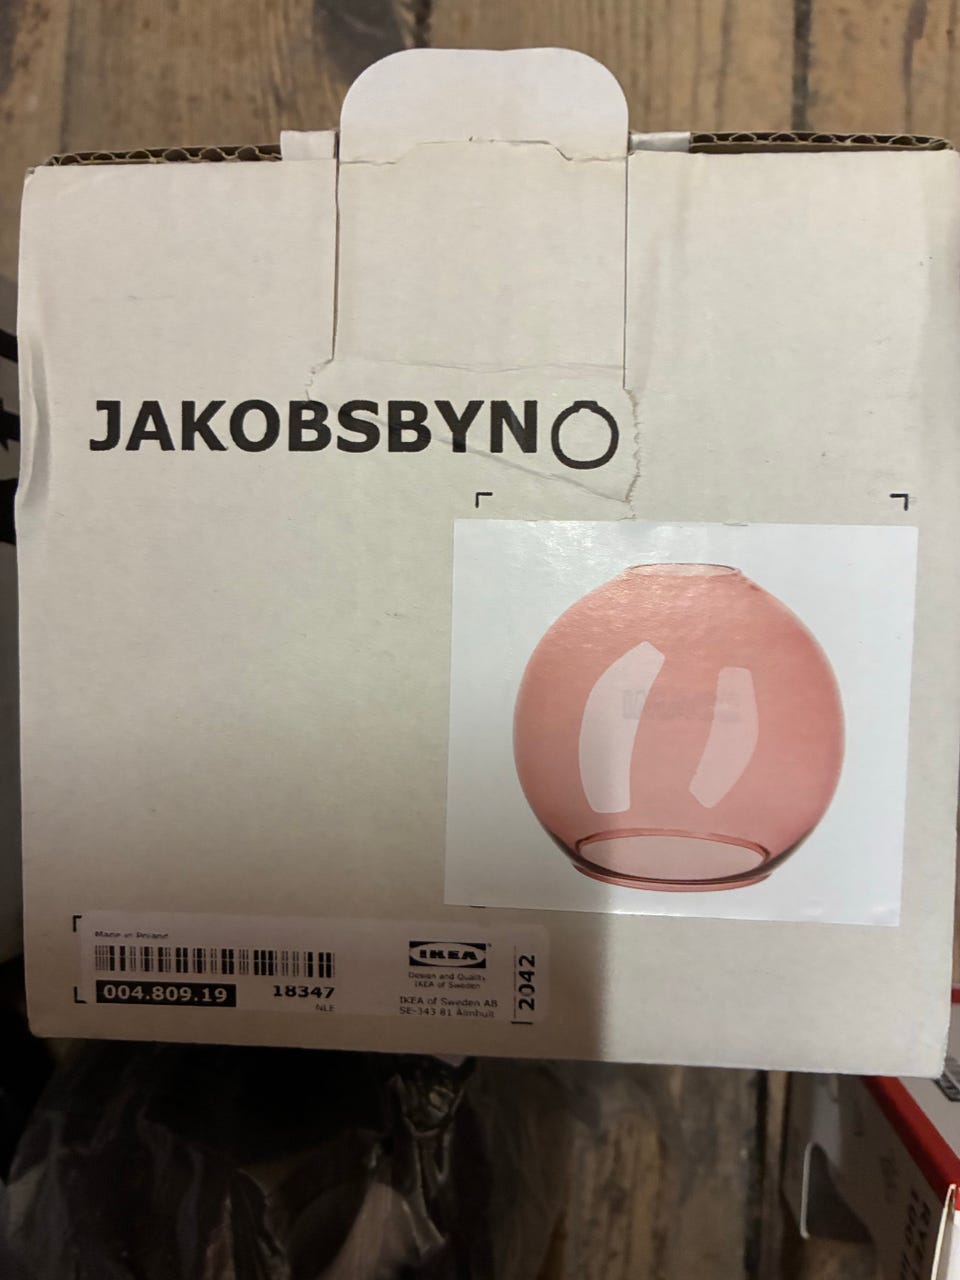 JAKOBSBYN
Made in Poland
004.809.19
18347
NLE
IKEA
Design and Quality
IKEA of Sweden
IKEA of Sweden AB
SE-343 81 Älmhult
2042